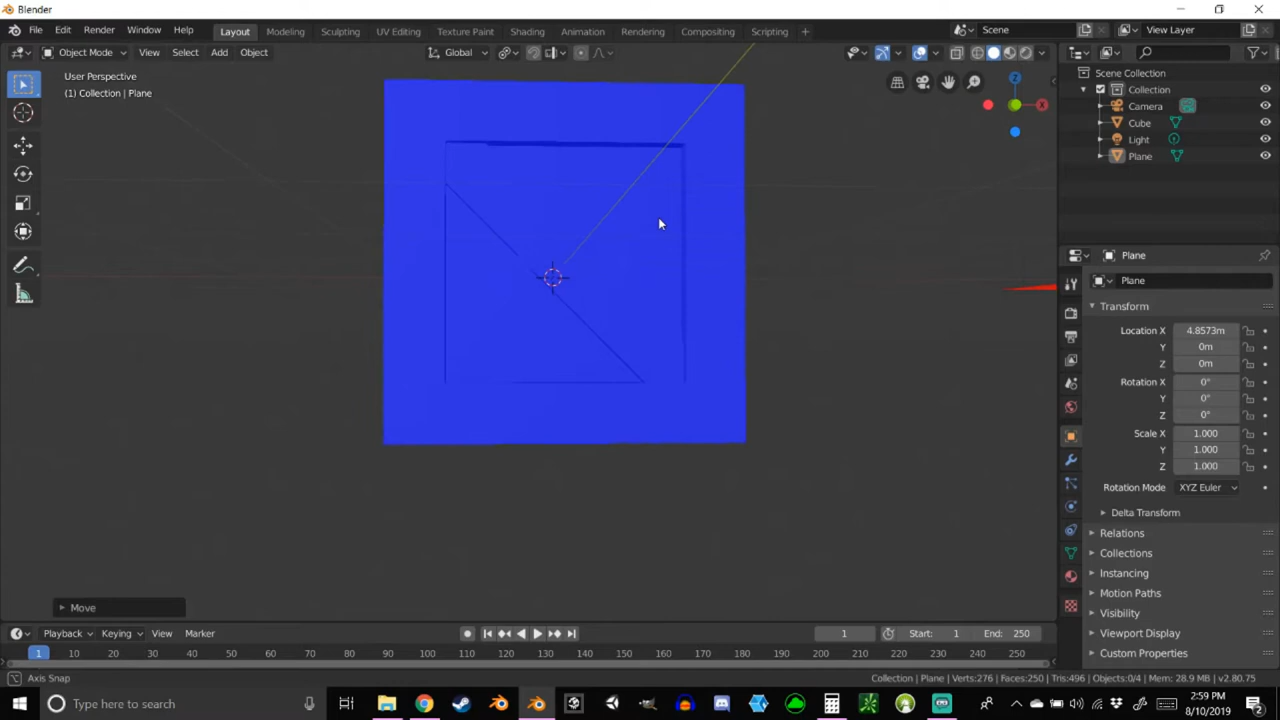 Blender
File Edit Render Window Help Layout Modeling Sculpting UV Editing Texture Paint Shading Animation Rendering Compositing Scripting + Scene View Layer
Object Mode View Select Add Object Global
User Perspective
(1) Collection | Plane
Z
X
Scene Collection
Collection
Camera
Cube
Light
Plane
Plane
Plane
Transform
Location X 4.8573m
Y 0m
Z 0m
Rotation X 0°
Y 0°
Z 0°
Scale X 1.000
Y 1.000
Z 1.000
Rotation Mode XYZ Euler
Delta Transform
Relations
Collections
Instancing
Motion Paths
Visibility
Viewport Display
Custom Properties
Move
Playback Keying View Marker 1 Start: 1 End: 250
1 10 20 30 40 50 60 70 80 90 100 110 120 130 140 150 160 170 180 190 200 210 220 230 240 250
Axis Snap Collection | Plane | Verts:276 | Faces:250 | Tris:496 | Objects:0/4 | Mem: 28.9 MB | v2.80.75
Type here to search
2:59 PM
8/10/2019
2